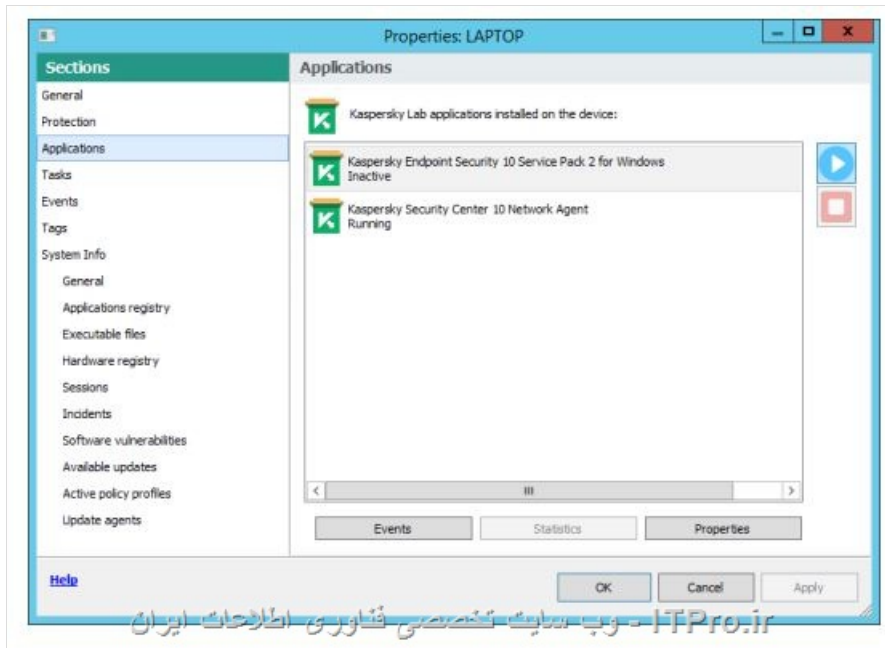 Properties: LAPTOP
Sections
General
Protection
Applications
Tasks
Events
Tags
System Info
General
Applications registry
Executable files
Hardware registry
Sessions
Incidents
Software vulnerabilities
Available updates
Active policy profiles
Update agents
Applications
Kaspersky Lab applications installed on the device:
Kaspersky Endpoint Security 10 Service Pack 2 for Windows
Inactive
Kaspersky Security Center 10 Network Agent
Running
Events
Statistics
Properties
Help
OK
Cancel
Apply
ITPro.ir - وب سایت تخصصی فناوری اطلاعات ایران